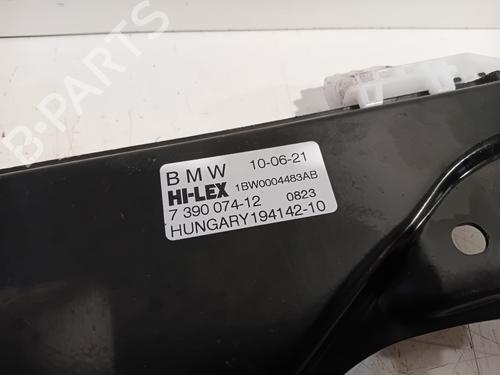 B-Parts
BMW 10-06-21
HI-LEX 1BW0004483AB
7 390 074-12 0823
HUNGARY194142-10